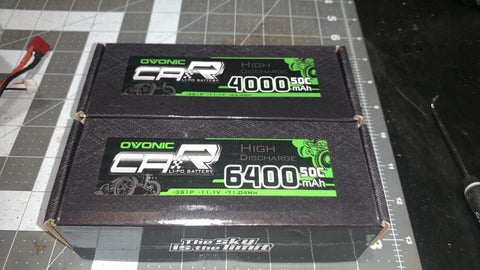 OVONIC
CAR
LI-PO BATTERY
HIGH
DISCHARGE
4000 50C
mAh
OVONIC
CAR
LI-PO BATTERY
HIGH
DISCHARGE
6400 50C
mAh
-3S1P -11.1V -71.04Wh
The Sky
is the limit